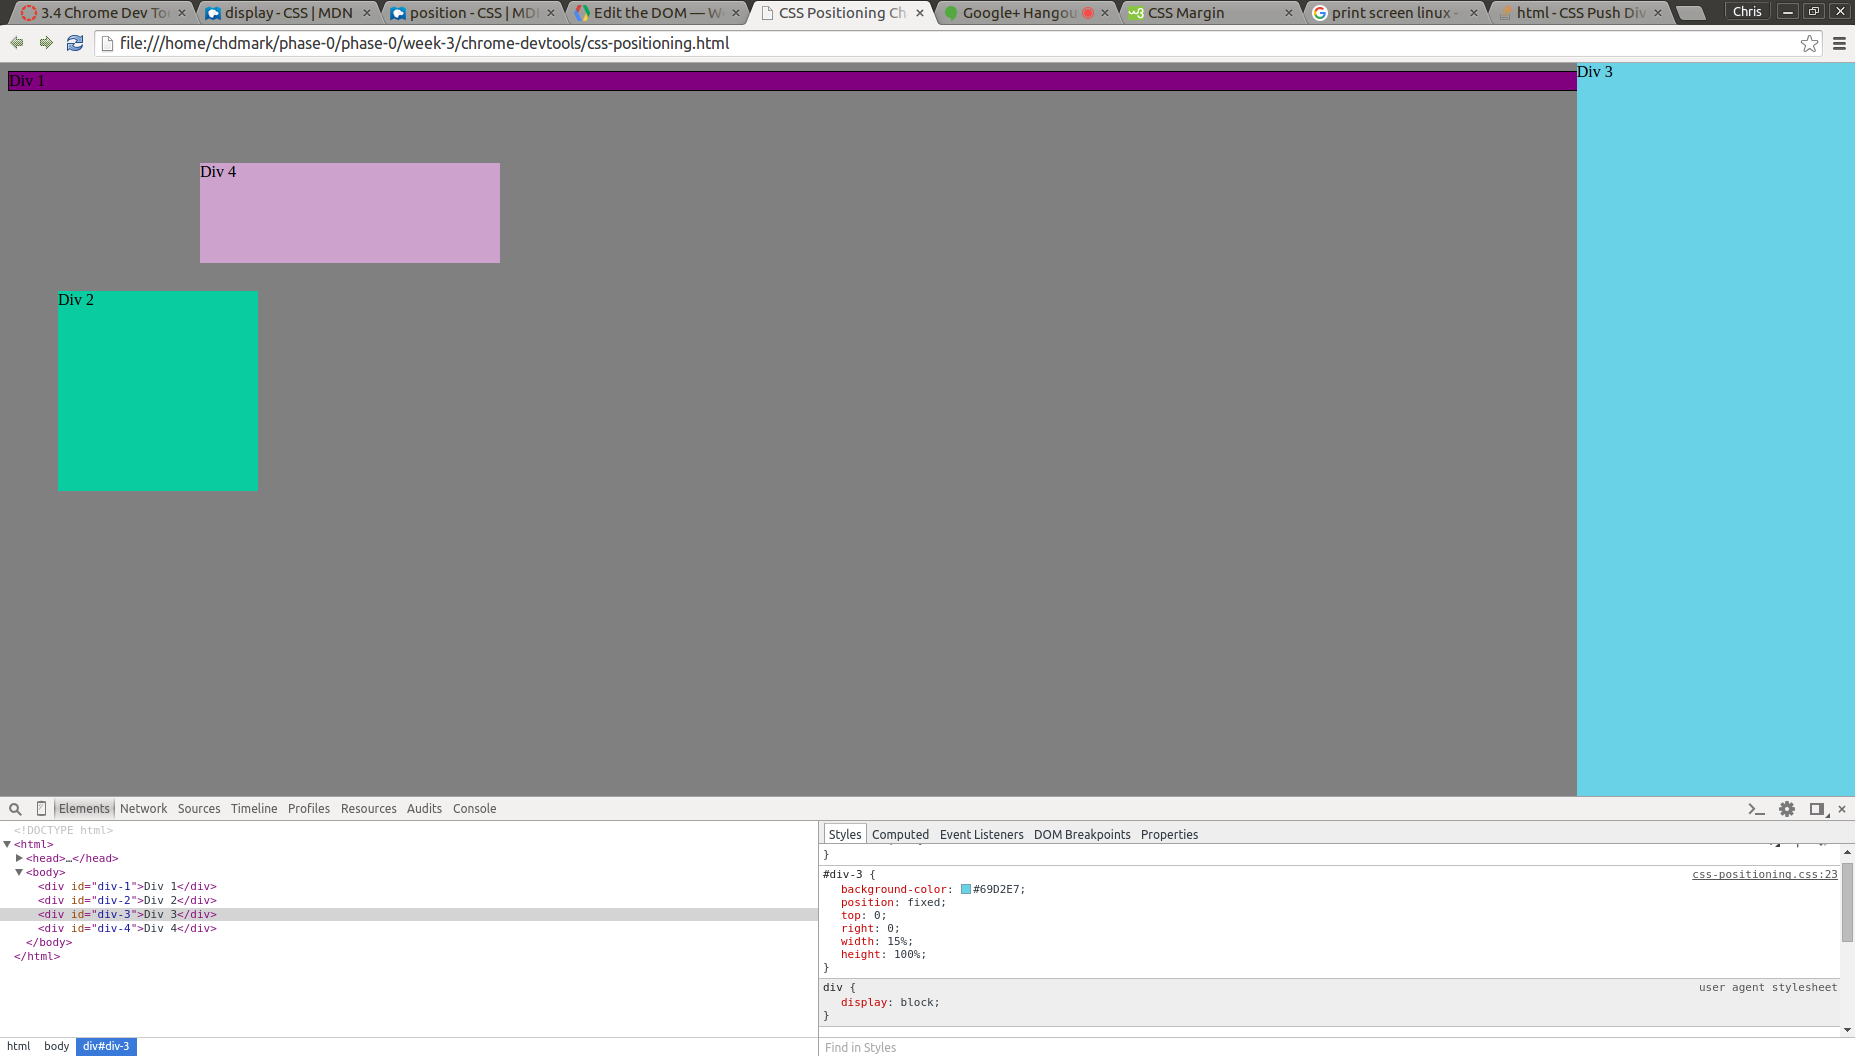 3.4 Chrome Dev To
display - CSS | MDN
position - CSS | MD
Edit the DOM — W
CSS Positioning Ch
Google+ Hangou
CSS Margin
print screen linux -
html - CSS Push Div
Chris
file:///home/chdmark/phase-0/phase-0/week-3/chrome-devtools/css-positioning.html
Div 1
Div 3
Div 4
Div 2
Elements Network Sources Timeline Profiles Resources Audits Console
<!DOCTYPE html>
<html>
<head>…</head>
<body>
<div id="div-1">Div 1</div>
<div id="div-2">Div 2</div>
<div id="div-3">Div 3</div>
<div id="div-4">Div 4</div>
</body>
</html>
html body div#div-3
Styles Computed Event Listeners DOM Breakpoints Properties
}
#div-3 { css-positioning.css:23
background-color: #69D2E7;
position: fixed;
top: 0;
right: 0;
width: 15%;
height: 100%;
}
div { user agent stylesheet
display: block;
}
Find in Styles